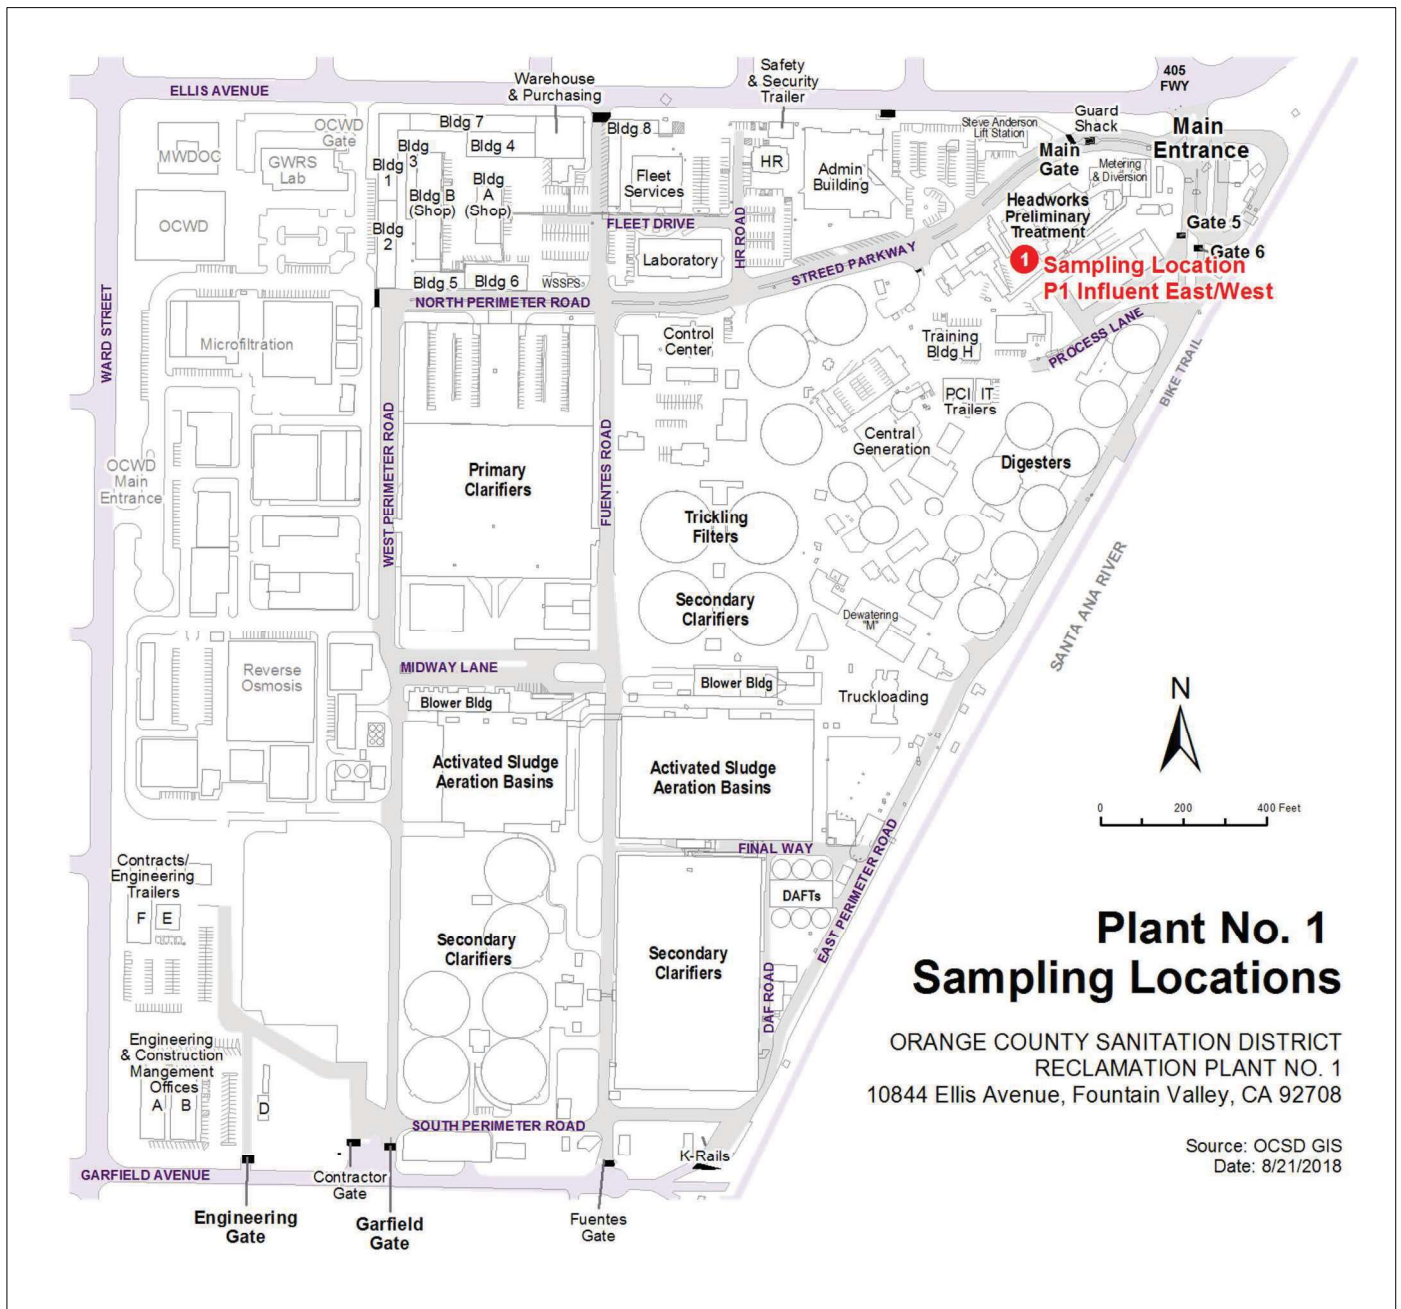 ELLIS AVENUE
Warehouse
& Purchasing
Safety
& Security
Trailer
405
FWY
OCWD
Gate
MWDOC
GWRS
Lab
OCWD
Bldg 7
Bldg 4
Bldg
3
Bldg
1
Bldg B
(Shop)
Bldg
A
(Shop)
Bldg
2
Bldg 5
Bldg 6
WSSPS
Bldg 8
Fleet
Services
FLEET DRIVE
Laboratory
HR
HR ROAD
Admin
Building
Steve Anderson
Lift Station
Guard
Shack
Main
Gate
Main
Entrance
Metering
& Diversion
Headworks
Preliminary
Treatment
Gate 5
Gate 6
1
Sampling Location
P1 Influent East/West
NORTH PERIMETER ROAD
STREED PARKWAY
WARD STREET
Microfiltration
Control
Center
Training
Bldg H
PROCESS LANE
BIKE TRAIL
PCI IT
Trailers
Central
Generation
Digesters
OCWD
Main
Entrance
WEST PERIMETER ROAD
Primary
Clarifiers
FUENTES ROAD
Trickling
Filters
Secondary
Clarifiers
Dewatering
"M"
SANTA ANA RIVER
Reverse
Osmosis
MIDWAY LANE
Blower Bldg
Blower Bldg
Truckloading
N
Activated Sludge
Aeration Basins
Activated Sludge
Aeration Basins
0 200 400 Feet
FINAL WAY
DAFTs
EAST PERIMETER ROAD
DAF ROAD
Contracts/
Engineering
Trailers
F E
Secondary
Clarifiers
Secondary
Clarifiers
Plant No. 1
Sampling Locations
ORANGE COUNTY SANITATION DISTRICT
RECLAMATION PLANT NO. 1
10844 Ellis Avenue, Fountain Valley, CA 92708
Source: OCSD GIS
Date: 8/21/2018
Engineering
& Construction
Mangement
Offices
A B
D
SOUTH PERIMETER ROAD
K-Rails
GARFIELD AVENUE
Contractor
Gate
Engineering
Gate
Garfield
Gate
Fuentes
Gate